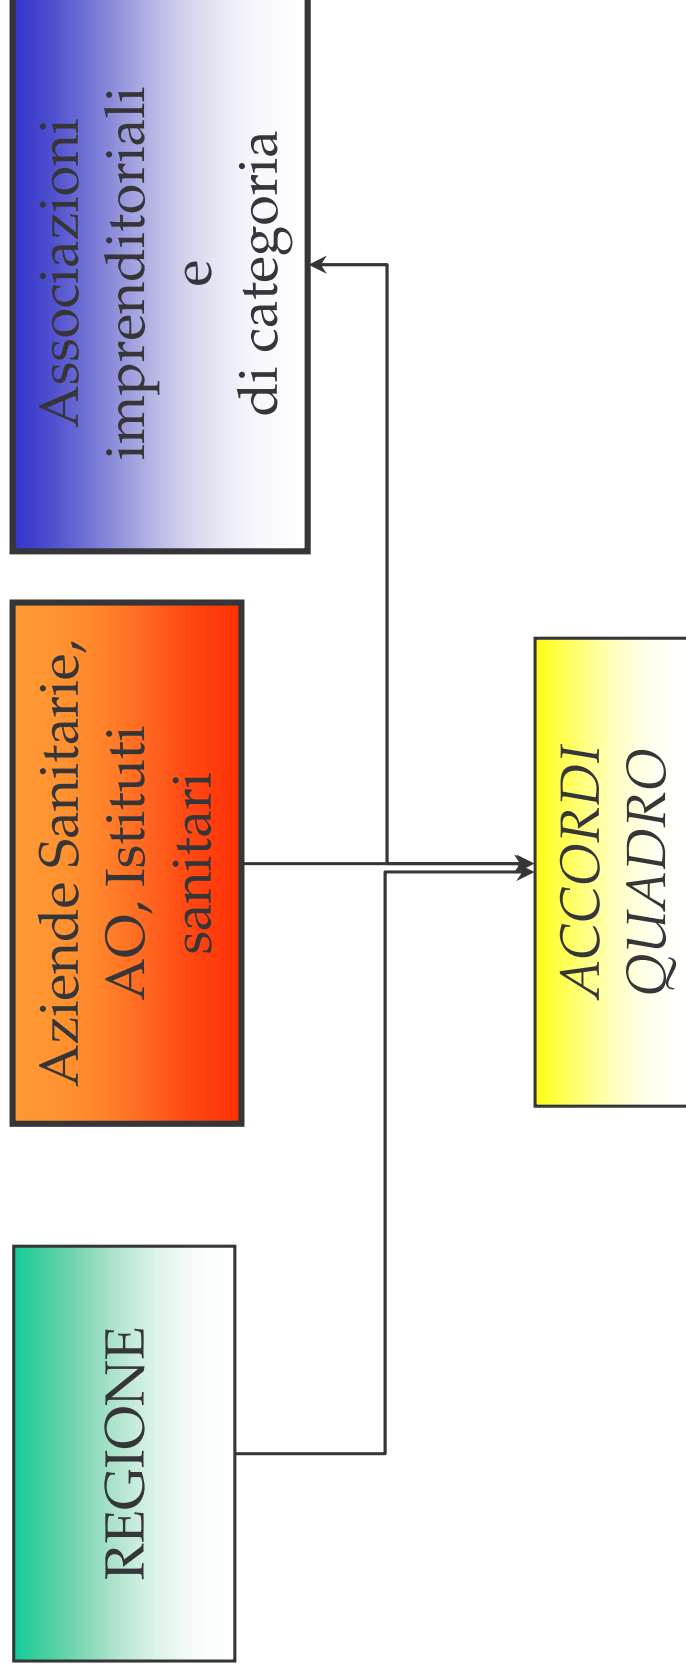 REGIONE
Aziende Sanitarie,
AO, Istituti
sanitari
Associazioni
imprenditoriali
e
di categoria
ACCORDI
QUADRO